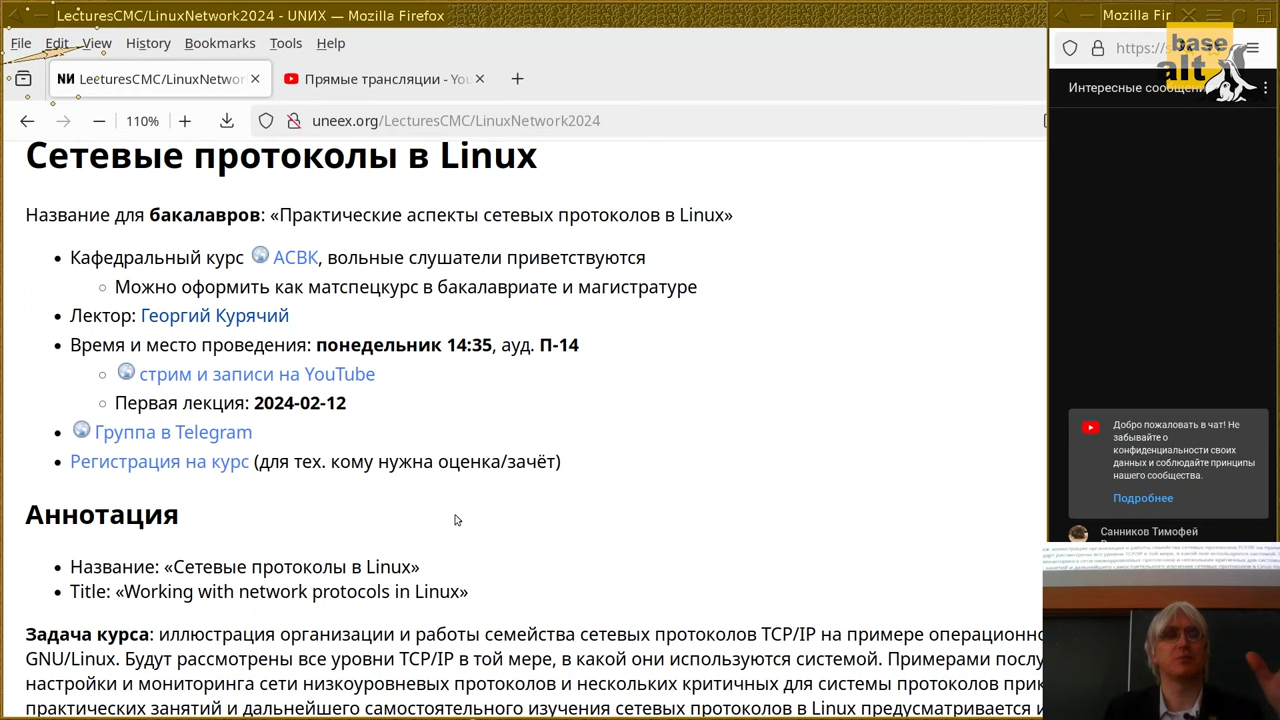 LecturesCMC/LinuxNetwork2024 - UNИX — Mozilla Firefox
Mozilla Fir
File Edit View History Bookmarks Tools Help
base
alt
https://
NИ LecturesCMC/LinuxNetwor
Прямые трансляции - You
Интересные сообщен
110%
uneex.org/LecturesCMC/LinuxNetwork2024
Сетевые протоколы в Linux
Название для бакалавров: «Практические аспекты сетевых протоколов в Linux»
Кафедральный курс АСВК, вольные слушатели приветствуются
Можно оформить как матспецкурс в бакалавриате и магистратуре
Лектор: Георгий Курячий
Время и место проведения: понедельник 14:35, ауд. П-14
стрим и записи на YouTube
Первая лекция: 2024-02-12
Группа в Telegram
Регистрация на курс (для тех. кому нужна оценка/зачёт)
Аннотация
Название: «Сетевые протоколы в Linux»
Title: «Working with network protocols in Linux»
Задача курса: иллюстрация организации и работы семейства сетевых протоколов TCP/IP на примере операционно
GNU/Linux. Будут рассмотрены все уровни TCP/IP в той мере, в какой они используются системой. Примерами послу
настройки и мониторинга сети низкоуровневых протоколов и нескольких критичных для системы протоколов прик
практических занятий и дальнейшего самостоятельного изучения сетевых протоколов в Linux предусматривается и
Добро пожаловать в чат! Не
забывайте о
конфиденциальности своих
данных и соблюдайте принципы
нашего сообщества.
Подробнее
Санников Тимофей